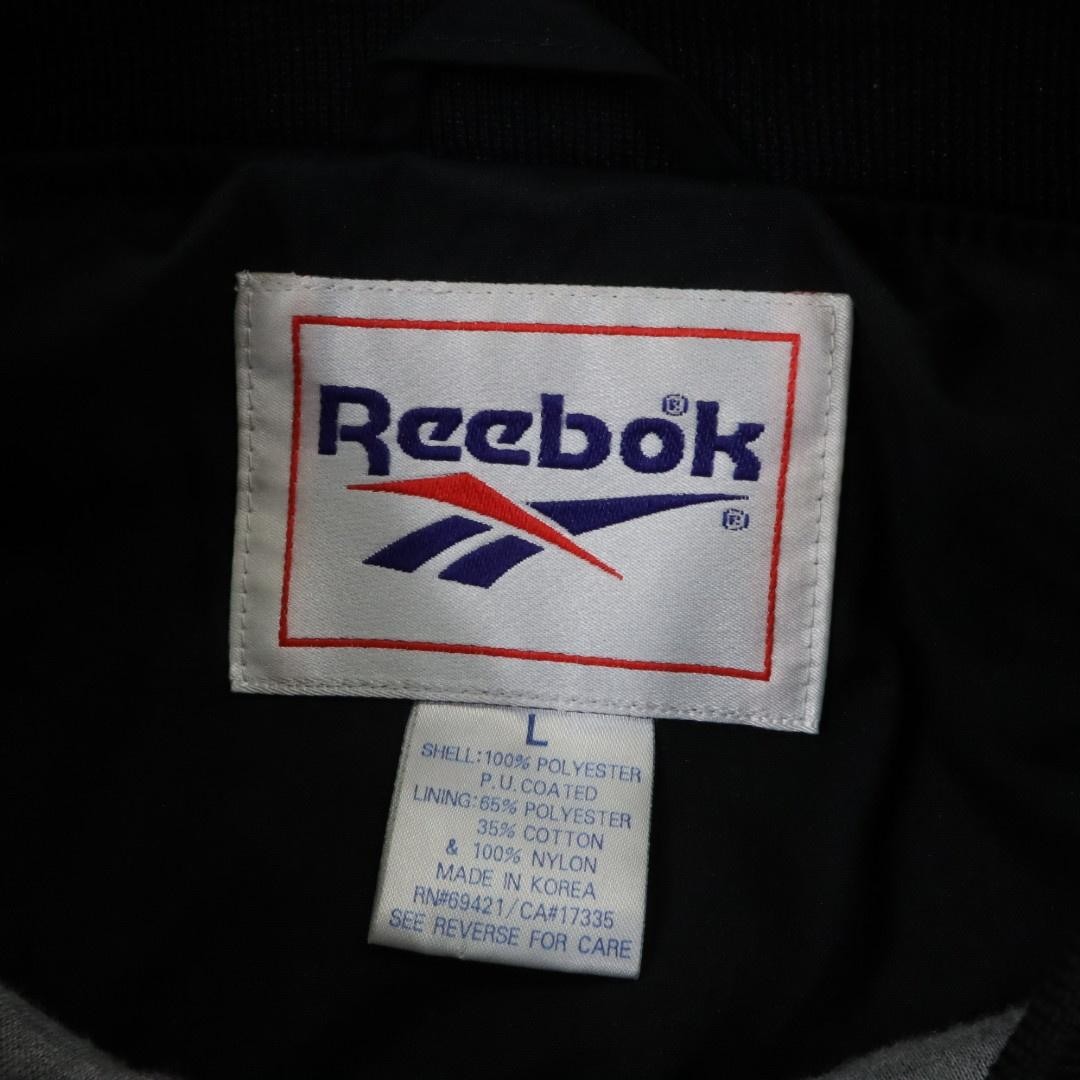 Reebok®
®
L
SHELL:100% POLYESTER
P.U.COATED
LINING:65% POLYESTER
35% COTTON
& 100% NYLON
MADE IN KOREA
RN#69421/CA#17335
SEE REVERSE FOR CARE